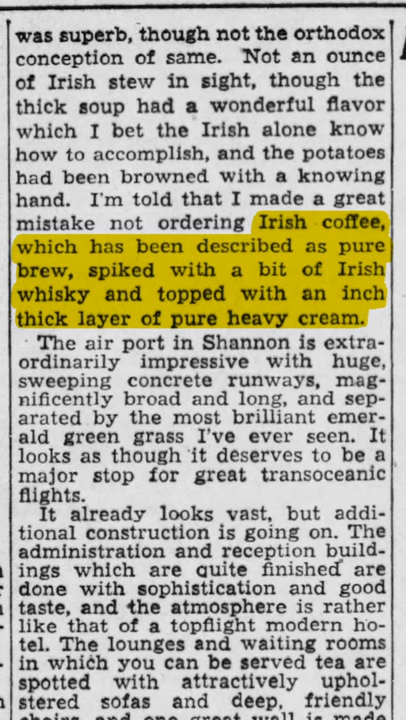 was superb, though not the orthodox
conception of same. Not an ounce
of Irish stew in sight, though the
thick soup had a wonderful flavor
which I bet the Irish alone know
how to accomplish, and the potatoes
had been browned with a knowing
hand. I'm told that I made a great
mistake not ordering Irish coffee,
which has been described as pure
brew, spiked with a bit of Irish
whisky and topped with an inch
thick layer of pure heavy cream.
The air port in Shannon is extra-
ordinarily impressive with huge,
sweeping concrete runways, mag-
nificently broad and long, and sep-
arated by the most brilliant emer-
ald green grass I've ever seen. It
looks as though it deserves to be a
major stop for great transoceanic
flights.
It already looks vast, but addi-
tional construction is going on. The
administration and reception build-
ings which are quite finished are
done with sophistication and good
taste, and the atmosphere is rather
like that of a topflight modern ho-
tel. The lounges and waiting rooms
in which you can be served tea are
spotted with attractively uphol-
stered sofas and deep, friendly
chairs, and one great wall is made